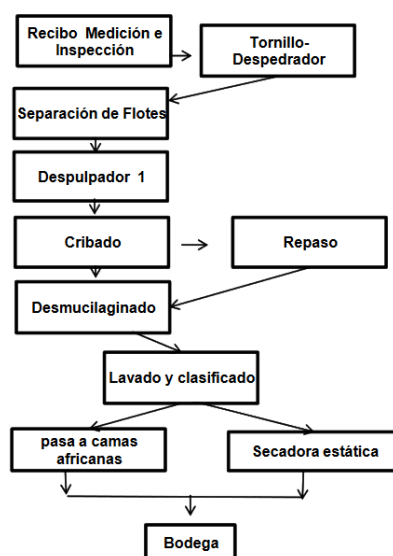 Recibo Medición e
Inspección
Tornillo-
Despedrador
Separación de Flotes
Despulpador 1
Cribado
Repaso
Desmucilaginado
Lavado y clasificado
pasa a camas
africanas
Secadora estática
Bodega